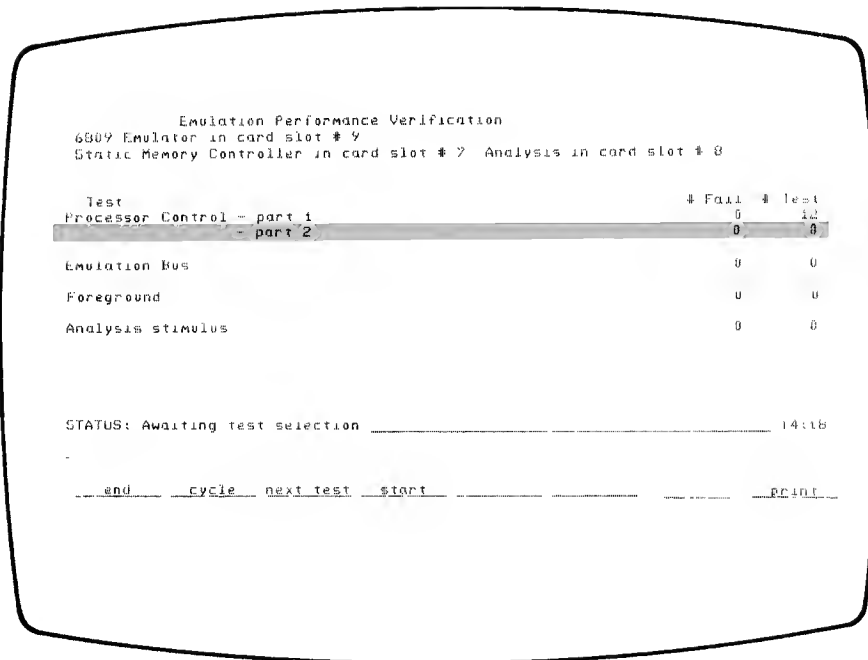 Emulation Performance Verification
6809 Emulator in card slot # 9
Static Memory Controller in card slot # 7 Analysis in card slot # 8
Test # Fail # Test
Processor Control - part 1 0 12
- part 2 0 0
Emulation Bus 0 0
Foreground 0 0
Analysis stimulus 0 0
STATUS: Awaiting test selection 14:18
end cycle next test start print